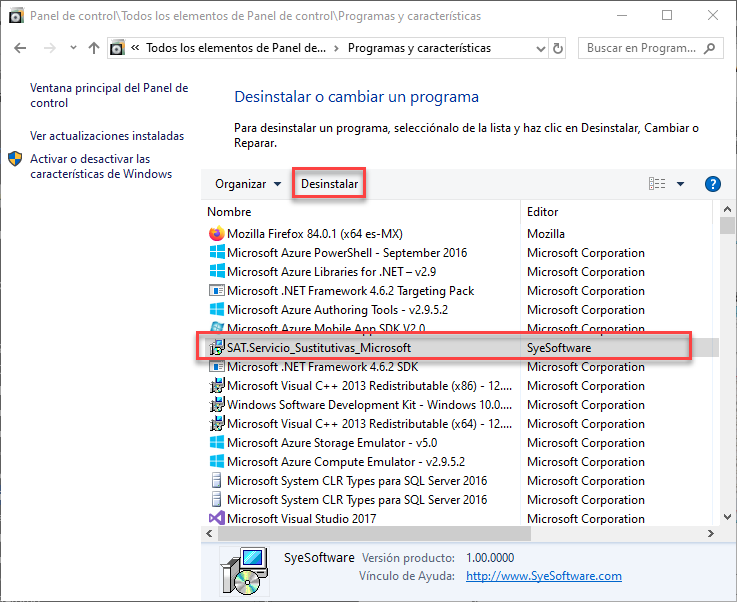 Panel de control\Todos los elementos de Panel de control\Programas y características
« Todos los elementos de Panel de... > Programas y características
Buscar en Program...
Ventana principal del Panel de
control
Ver actualizaciones instaladas
Activar o desactivar las
características de Windows
Desinstalar o cambiar un programa
Para desinstalar un programa, selecciónalo de la lista y haz clic en Desinstalar, Cambiar o
Reparar.
Organizar Desinstalar
Nombre Editor
Mozilla Firefox 84.0.1 (x64 es-MX) Mozilla
Microsoft Azure PowerShell - September 2016 Microsoft Corporation
Microsoft Azure Libraries for .NET – v2.9 Microsoft Corporation
Microsoft .NET Framework 4.6.2 Targeting Pack Microsoft Corporation
Microsoft Azure Authoring Tools - v2.9.5.2 Microsoft Corporation
Microsoft Azure Mobile App SDK V2.0 Microsoft Corporation
SAT.Servicio_Sustitutivas_Microsoft SyeSoftware
Microsoft .NET Framework 4.6.2 SDK Microsoft Corporation
Microsoft Visual C++ 2013 Redistributable (x86) - 12.... Microsoft Corporation
Windows Software Development Kit - Windows 10.0.... Microsoft Corporation
Microsoft Visual C++ 2013 Redistributable (x64) - 12.... Microsoft Corporation
Microsoft Azure Storage Emulator - v5.0 Microsoft Corporation
Microsoft Azure Compute Emulator - v2.9.5.2 Microsoft Corporation
Microsoft System CLR Types para SQL Server 2016 Microsoft Corporation
Microsoft System CLR Types para SQL Server 2016 Microsoft Corporation
Microsoft Visual Studio 2017 Microsoft Corporation
SyeSoftware Versión producto: 1.00.0000
Vínculo de Ayuda: http://www.SyeSoftware.com